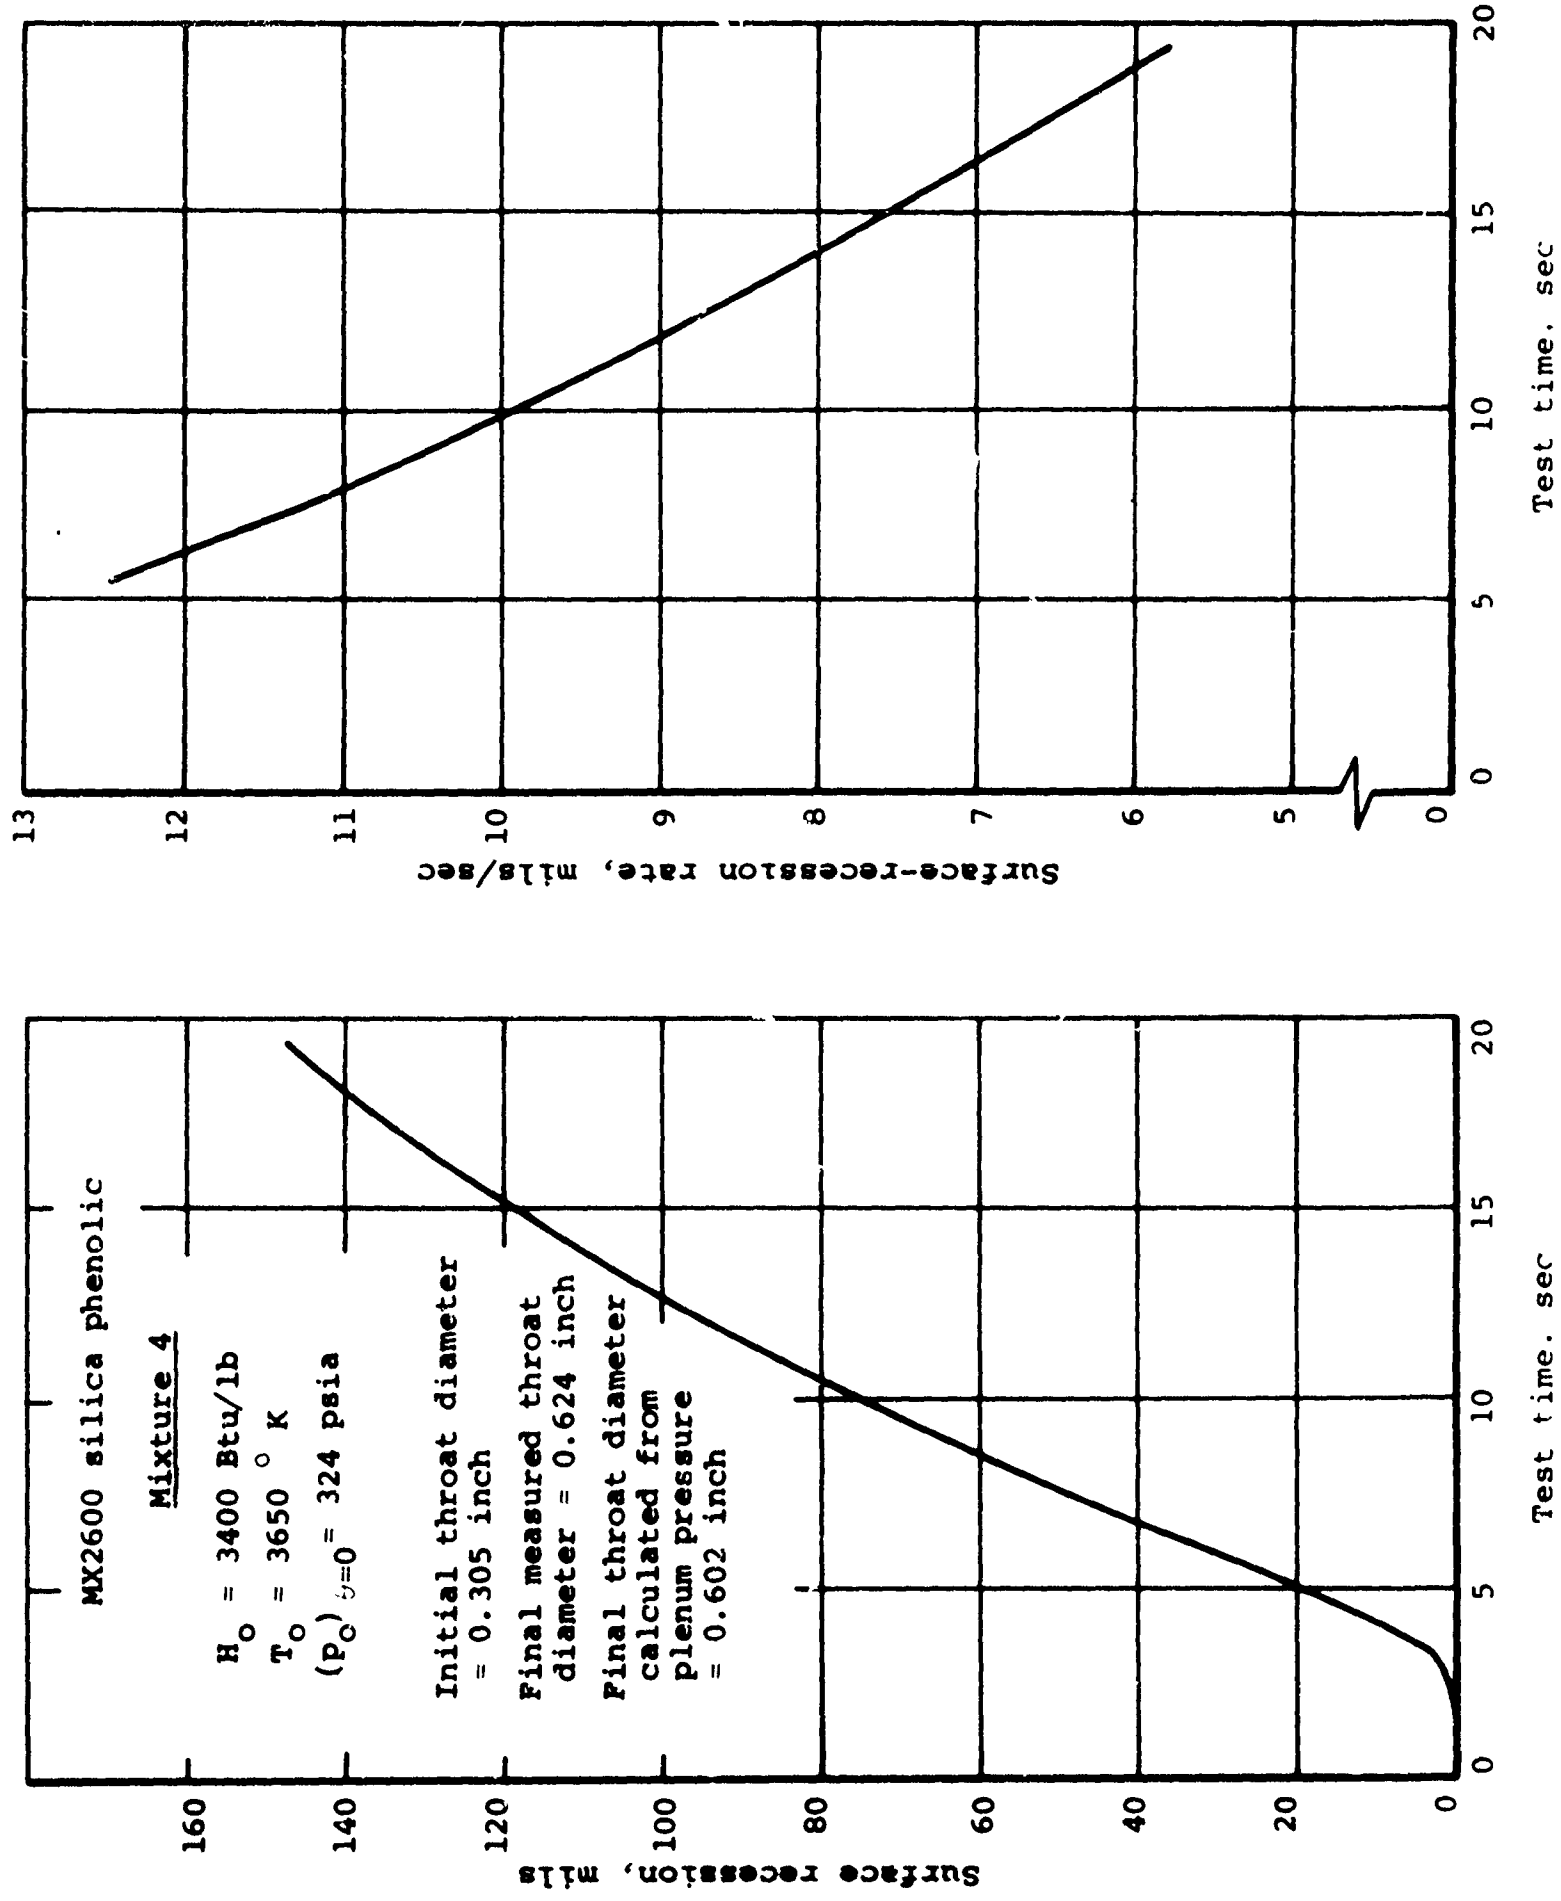 MX2600 silica phenolic
Mixture 4
H_o = 3400 Btu/lb
T_o = 3650 °K
(p_o)θ=0 = 324 psia
Initial throat diameter
= 0.305 inch
Final measured throat
diameter = 0.624 inch
Final throat diameter
calculated from
plenum pressure
= 0.602 inch
Surface recession, mils
160
140
120
100
80
60
40
20
0
0
5
10
15
20
Test time. sec
Surface-recession rate, mils/sec
13
12
11
10
9
8
7
6
5
0
0
5
10
15
20
Test time. sec